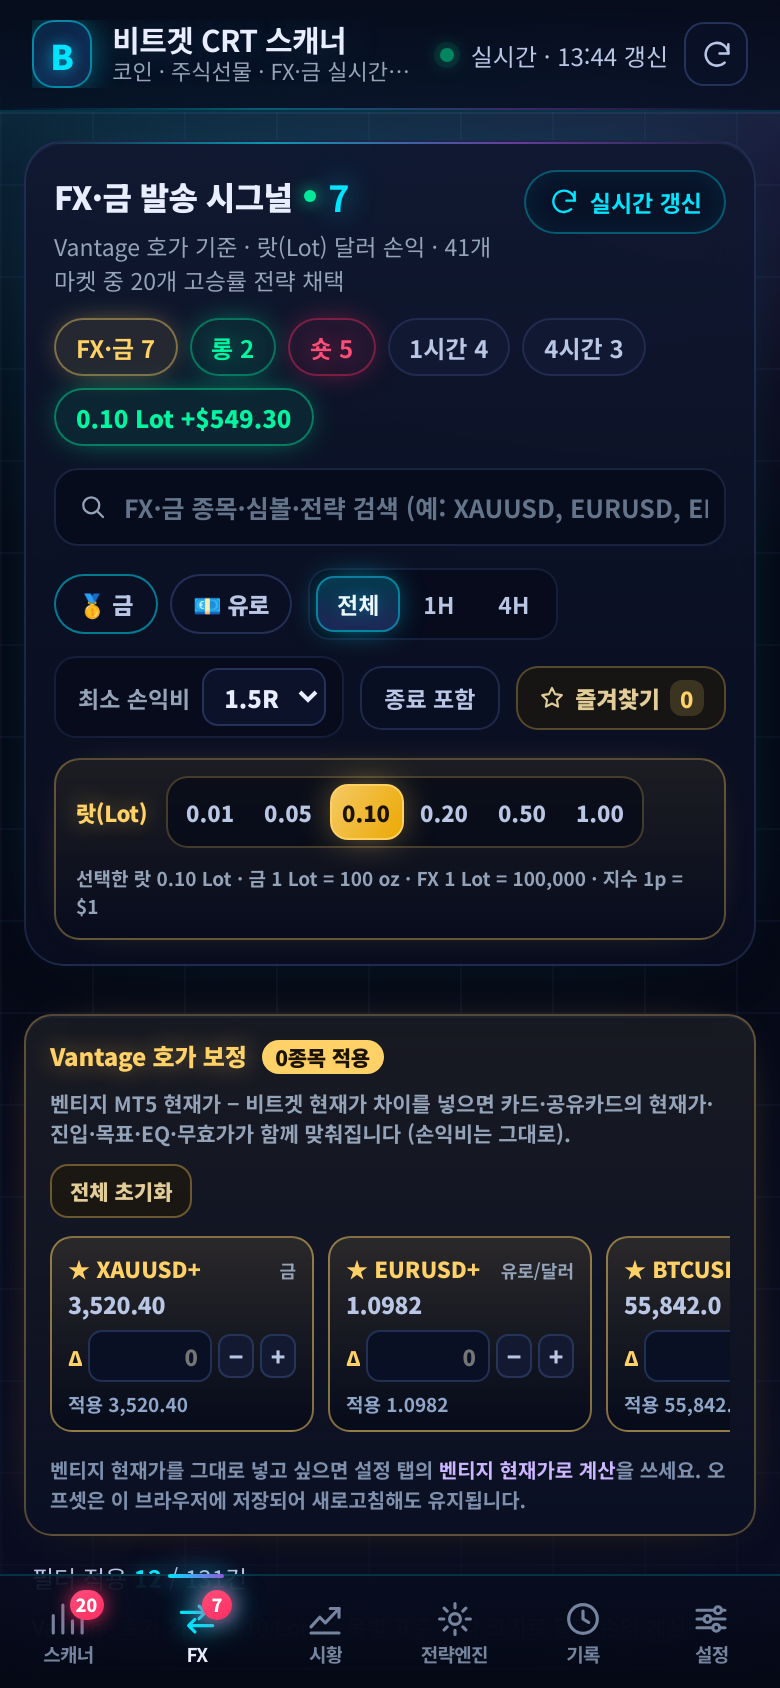 B
비트겟 CRT 스캐너
코인 · 주식선물 · FX·금 실시간…
실시간 · 13:44 갱신
FX·금 발송 시그널 • 7
실시간 갱신
Vantage 호가 기준 · 랏(Lot) 달러 손익 · 41개
마켓 중 20개 고승률 전략 채택
FX·금 7 롱 2 숏 5 1시간 4 4시간 3
0.10 Lot +$549.30
FX·금 종목·심볼·전략 검색 (예: XAUUSD, EURUSD, E
🥇 금 💶 유로 전체 1H 4H
최소 손익비 1.5R 종료 포함 즐겨찾기 0
랏(Lot) 0.01 0.05 0.10 0.20 0.50 1.00
선택한 랏 0.10 Lot · 금 1 Lot = 100 oz · FX 1 Lot = 100,000 · 지수 1p =
$1
Vantage 호가 보정 0종목 적용
벤티지 MT5 현재가 − 비트겟 현재가 차이를 넣으면 카드·공유카드의 현재가·
진입·목표·EQ·무효가가 함께 맞춰집니다 (손익비는 그대로).
전체 초기화
★ XAUUSD+ 금
3,520.40
Δ 0 − +
적용 3,520.40
★ EURUSD+ 유로/달러
1.0982
Δ 0 − +
적용 1.0982
★ BTCUS
55,842.0
Δ
적용 55,842.
벤티지 현재가를 그대로 넣고 싶으면 설정 탭의 벤티지 현재가로 계산을 쓰세요. 오
프셋은 이 브라우저에 저장되어 새로고침해도 유지됩니다.
필터 적용 12 / 131건
20 7
스캐너 FX 시황 전략엔진 기록 설정